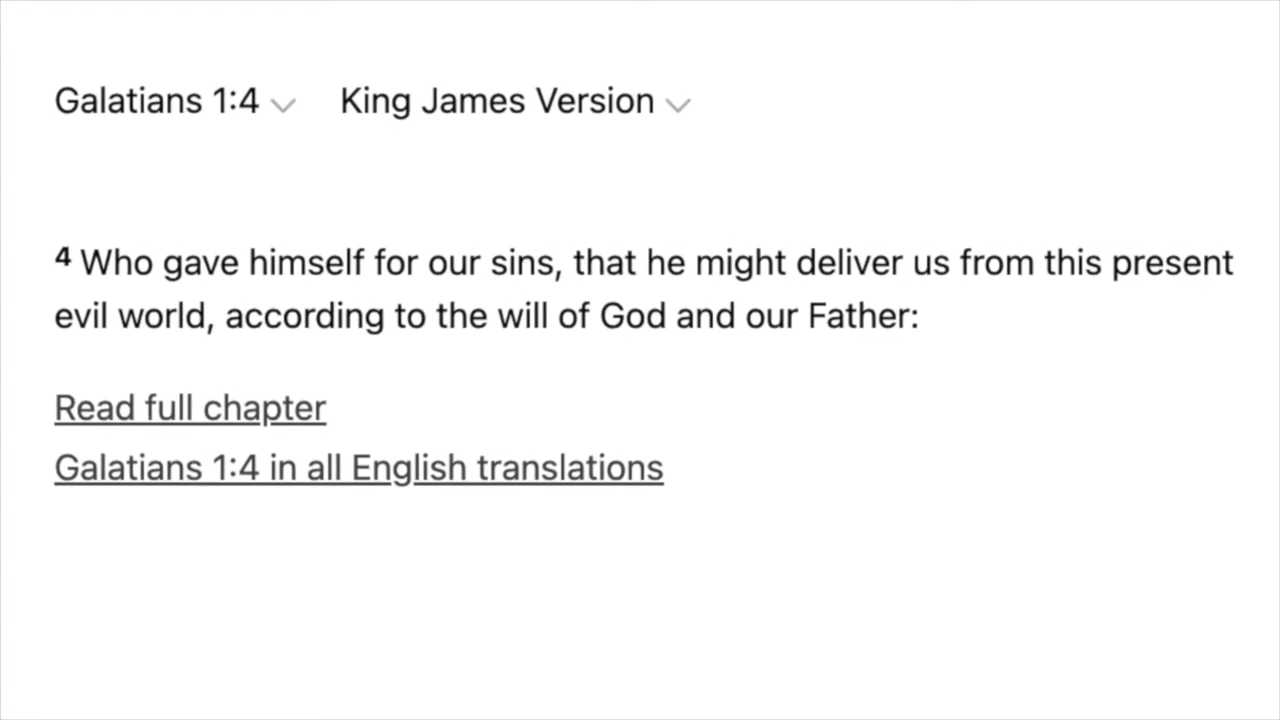 Galatians 1:4 King James Version
4 Who gave himself for our sins, that he might deliver us from this present
evil world, according to the will of God and our Father:
Read full chapter
Galatians 1:4 in all English translations